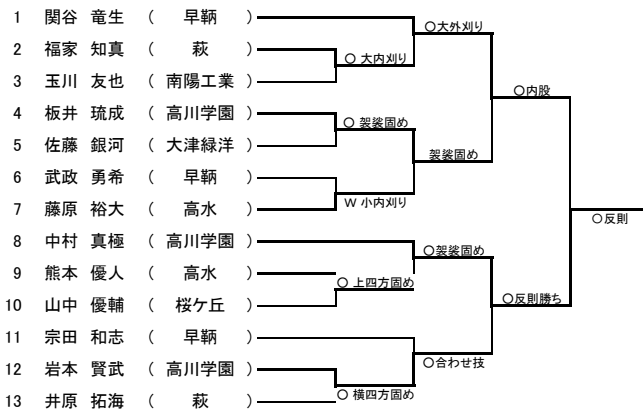 1 関谷 竜生 ( 早鞆 )
2 福家 知真 ( 萩 )
3 玉川 友也 ( 南陽工業 )
4 板井 琉成 ( 高川学園 )
5 佐藤 銀河 ( 大津緑洋 )
6 武政 勇希 ( 早鞆 )
7 藤原 裕大 ( 高水 )
8 中村 真極 ( 高川学園 )
9 熊本 優人 ( 高水 )
10 山中 優輔 ( 桜ケ丘 )
11 宗田 和志 ( 早鞆 )
12 岩本 賢武 ( 高川学園 )
13 井原 拓海 ( 萩 )
○ 大内刈り
○ 袈裟固め
W 小内刈り
○ 上四方固め
○ 横四方固め
○大外刈り
袈裟固め
○袈裟固め
○合わせ技
○内股
○反則勝ち
○反則